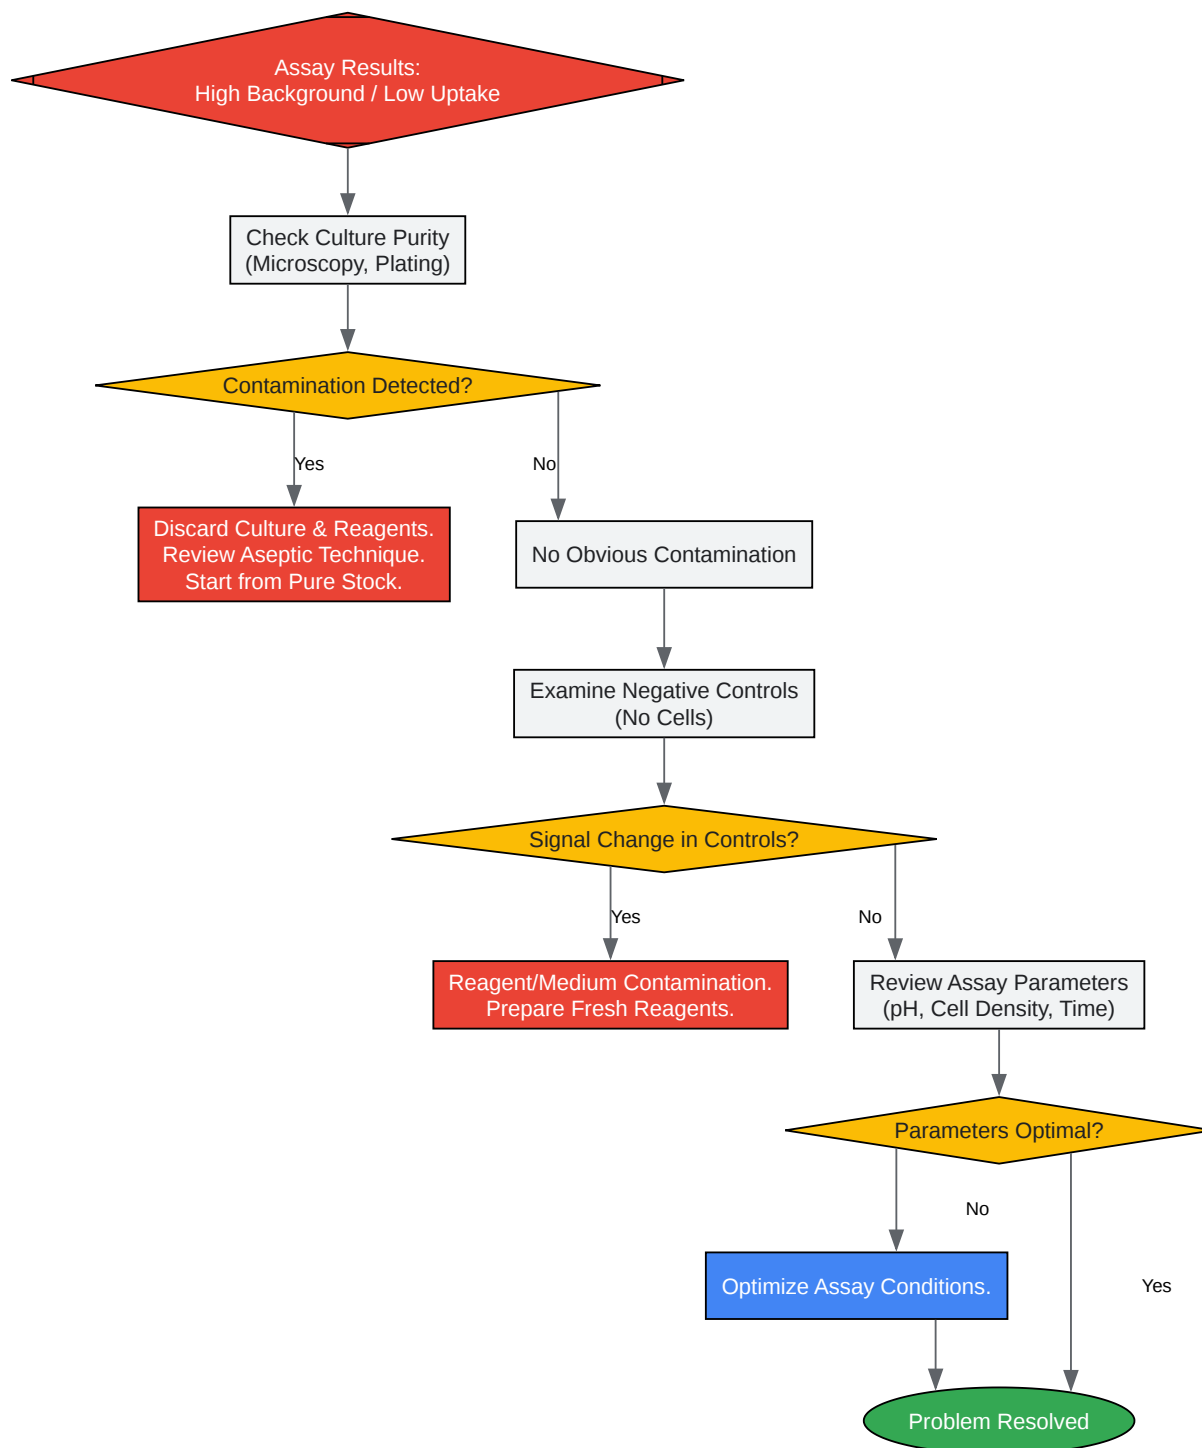 Assay Results:
High Background / Low Uptake
Check Culture Purity
(Microscopy, Plating)
Contamination Detected?
Yes
No
Discard Culture & Reagents.
Review Aseptic Technique.
Start from Pure Stock.
No Obvious Contamination
Examine Negative Controls
(No Cells)
Signal Change in Controls?
Yes
No
Reagent/Medium Contamination.
Prepare Fresh Reagents.
Review Assay Parameters
(pH, Cell Density, Time)
Parameters Optimal?
No
Optimize Assay Conditions.
Yes
Problem Resolved